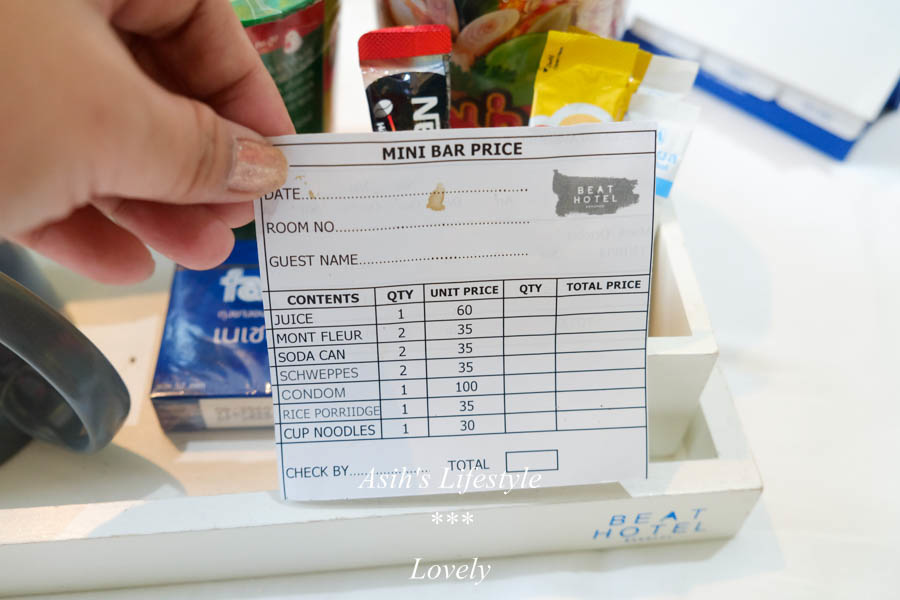 MINI BAR PRICE
DATE
BEAT
HOTEL
ROOM NO
GUEST NAME
CONTENTS QTY UNIT PRICE QTY TOTAL PRICE
JUICE 1 60
MONT FLEUR 2 35
SODA CAN 2 35
SCHWEPPES 2 35
CONDOM 1 100
RICE PORRIIDGE 1 35
CUP NOODLES 1 30
CHECK BY TOTAL
Asih's Lifestyle
***
Lovely
BEAT
HOTEL